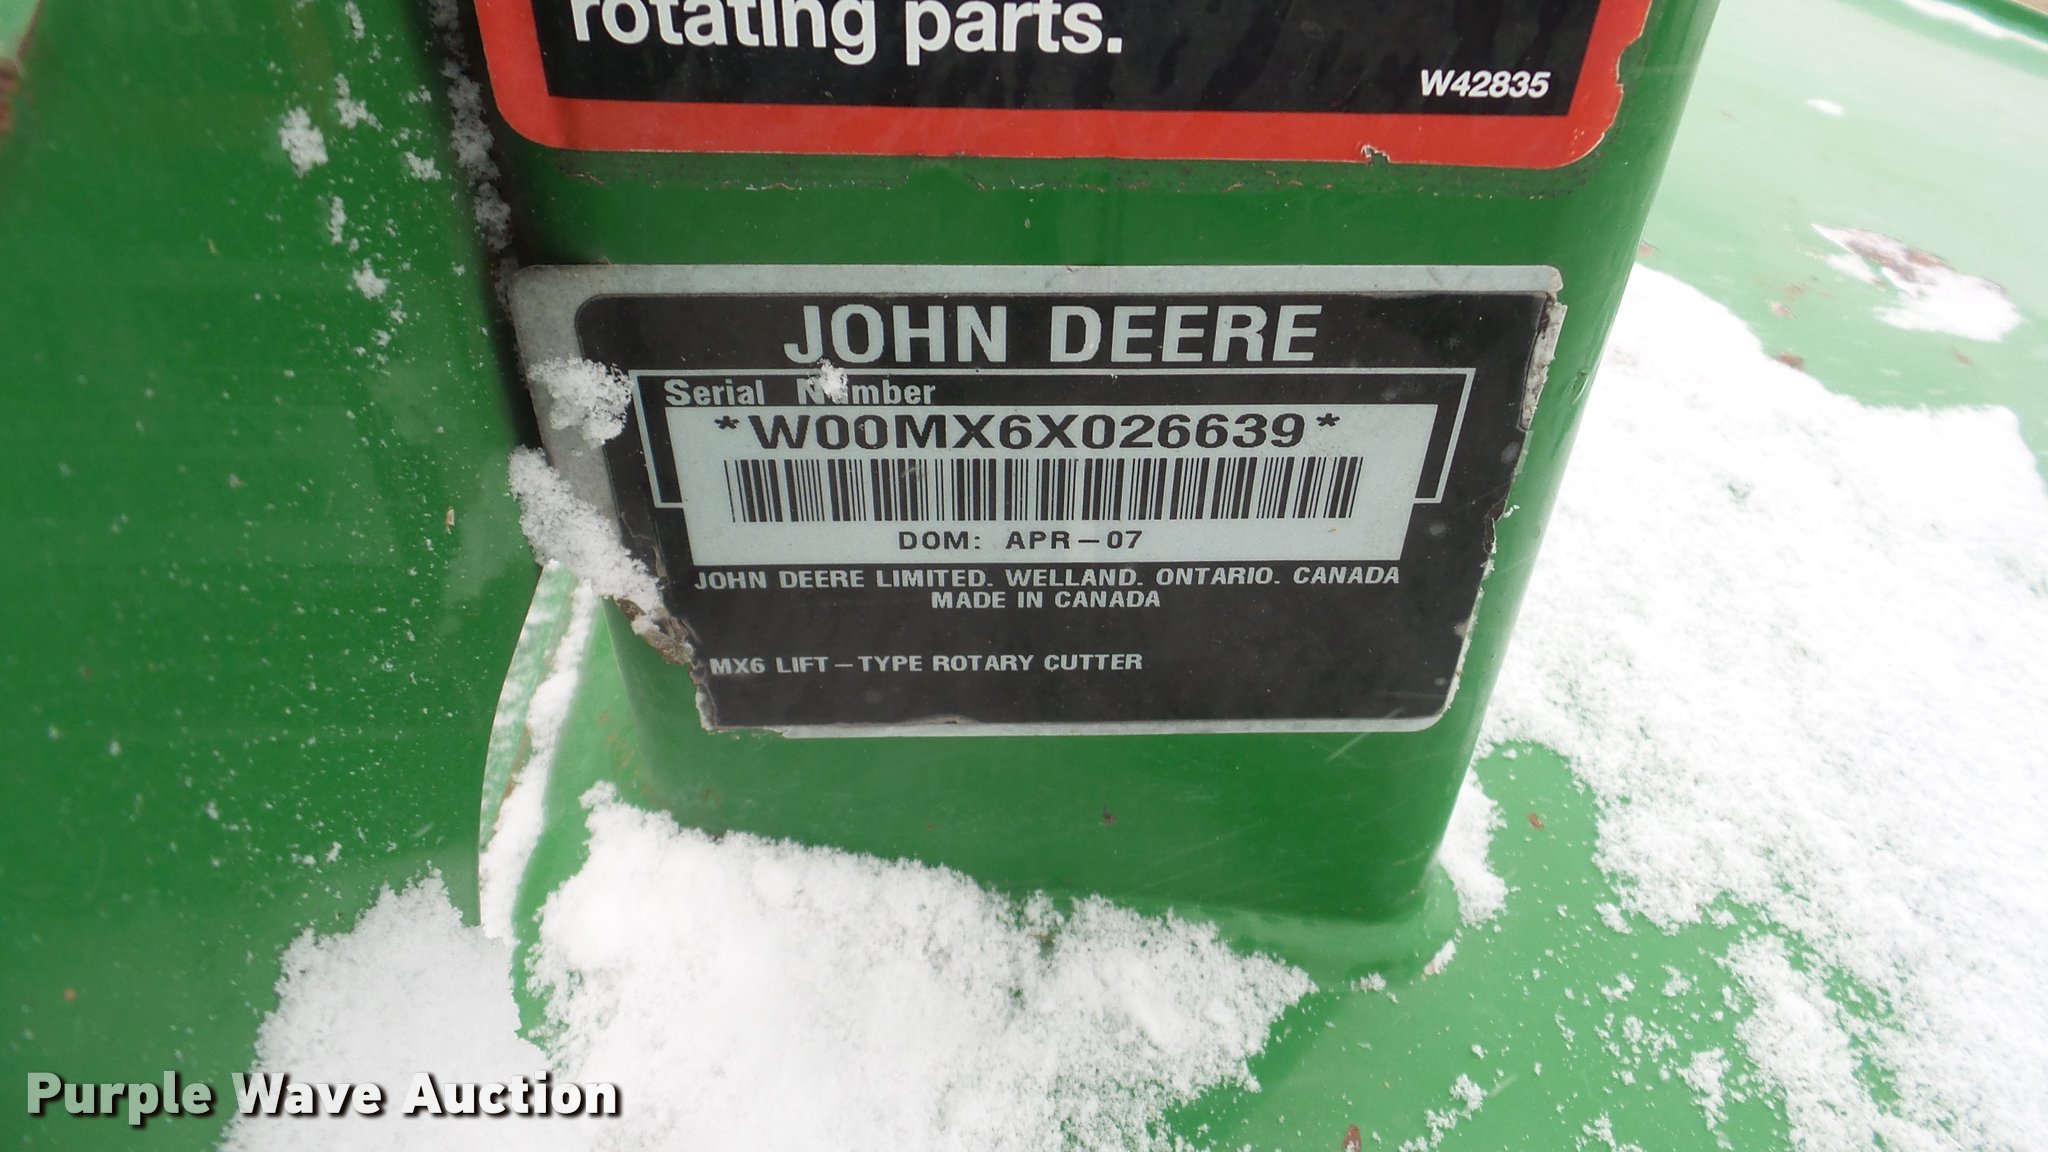 rotating parts.
W42835
JOHN DEERE
Serial Number
*W00MX6X026639*
DOM: APR-07
JOHN DEERE LIMITED. WELLAND. ONTARIO. CANADA
MADE IN CANADA
MX6 LIFT-TYPE ROTARY CUTTER
Purple Wave Auction